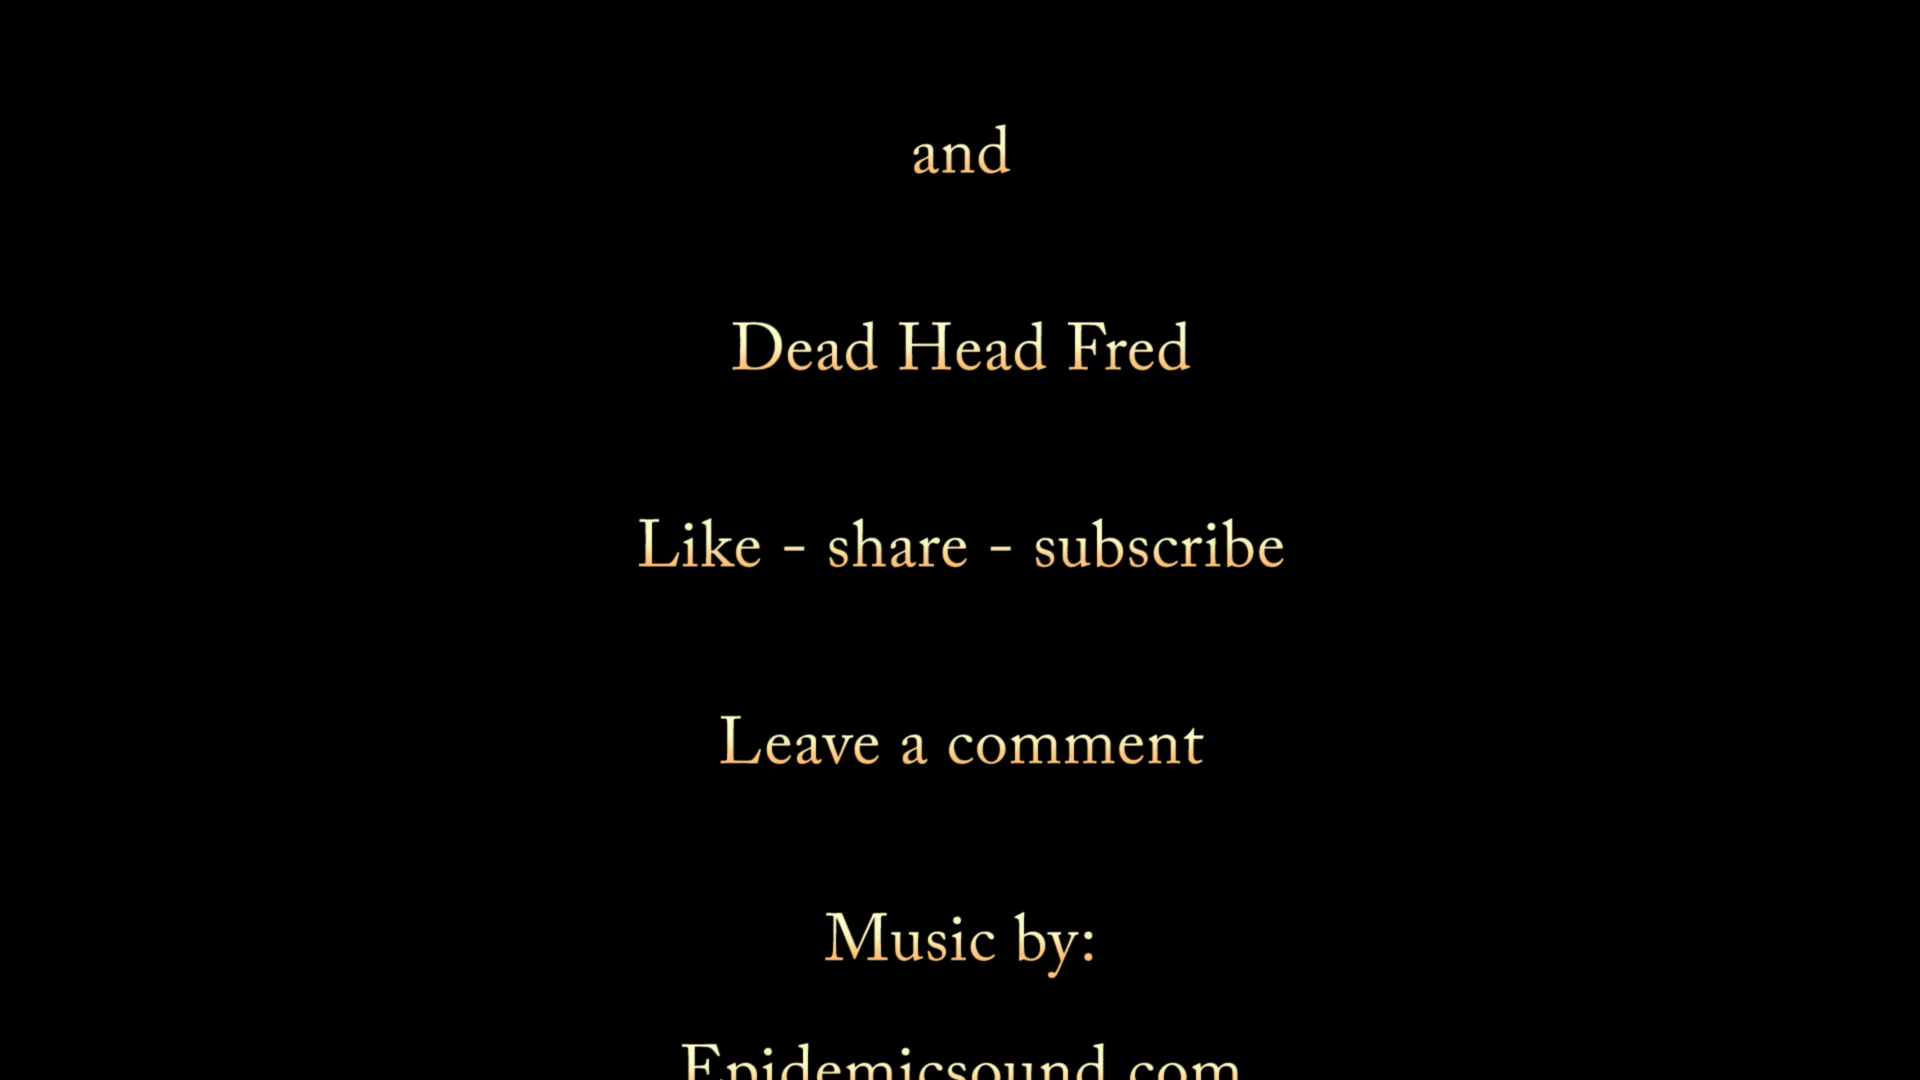 and
Dead Head Fred
Like - share - subscribe
Leave a comment
Music by:
Epidemicsound.com